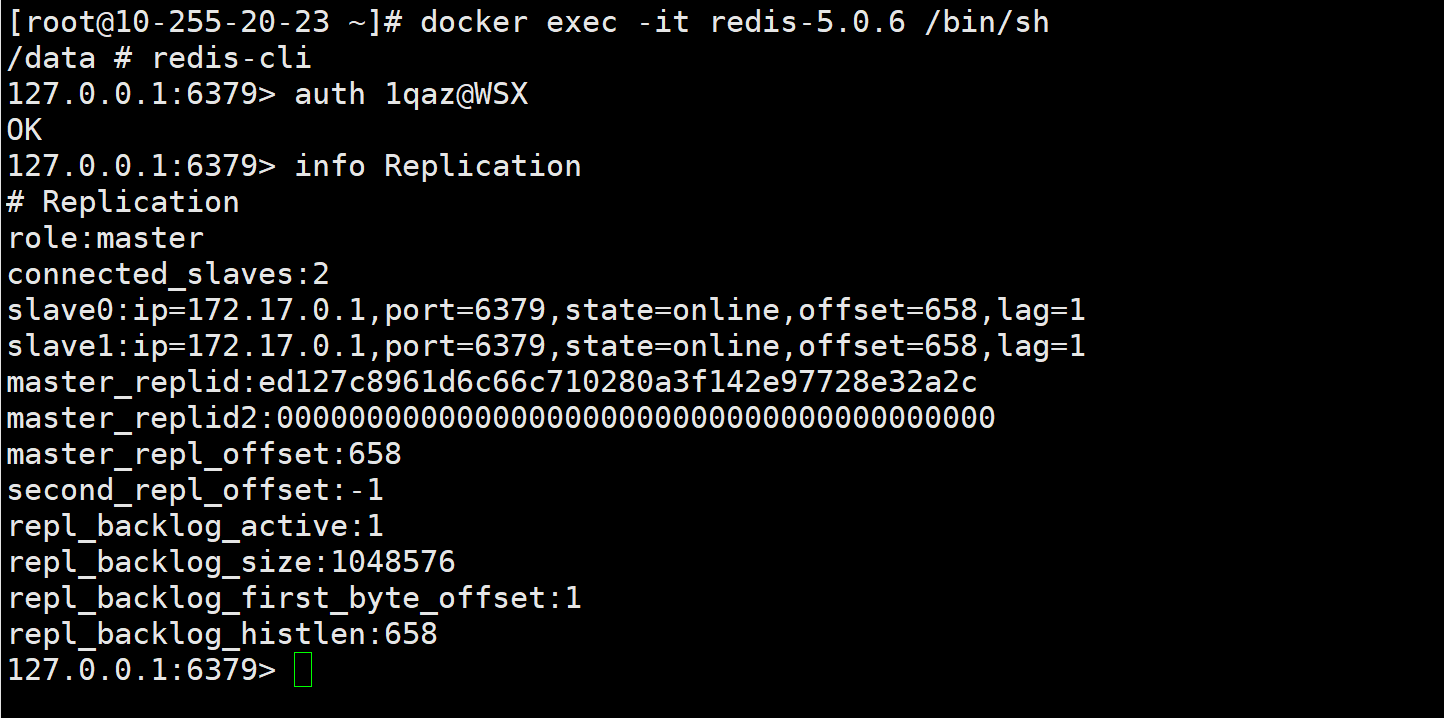 [root@10-255-20-23 ~]# docker exec -it redis-5.0.6 /bin/sh
/data # redis-cli
127.0.0.1:6379> auth 1qaz@WSX
OK
127.0.0.1:6379> info Replication
# Replication
role:master
connected_slaves:2
slave0:ip=172.17.0.1,port=6379,state=online,offset=658,lag=1
slave1:ip=172.17.0.1,port=6379,state=online,offset=658,lag=1
master_replid:ed127c8961d6c66c710280a3f142e97728e32a2c
master_replid2:0000000000000000000000000000000000000000
master_repl_offset:658
second_repl_offset:-1
repl_backlog_active:1
repl_backlog_size:1048576
repl_backlog_first_byte_offset:1
repl_backlog_histlen:658
127.0.0.1:6379>